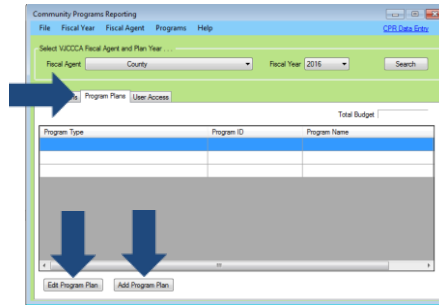 Community Programs Reporting
File Fiscal Year Fiscal Agent Programs Help CPR Data Entry
Select VJCCCA Fiscal Agent and Plan Year . . .
Fiscal Agent County Fiscal Year 2016 Search
Program Plans User Access
Total Budget
Program Type Program ID Program Name
Edit Program Plan Add Program Plan